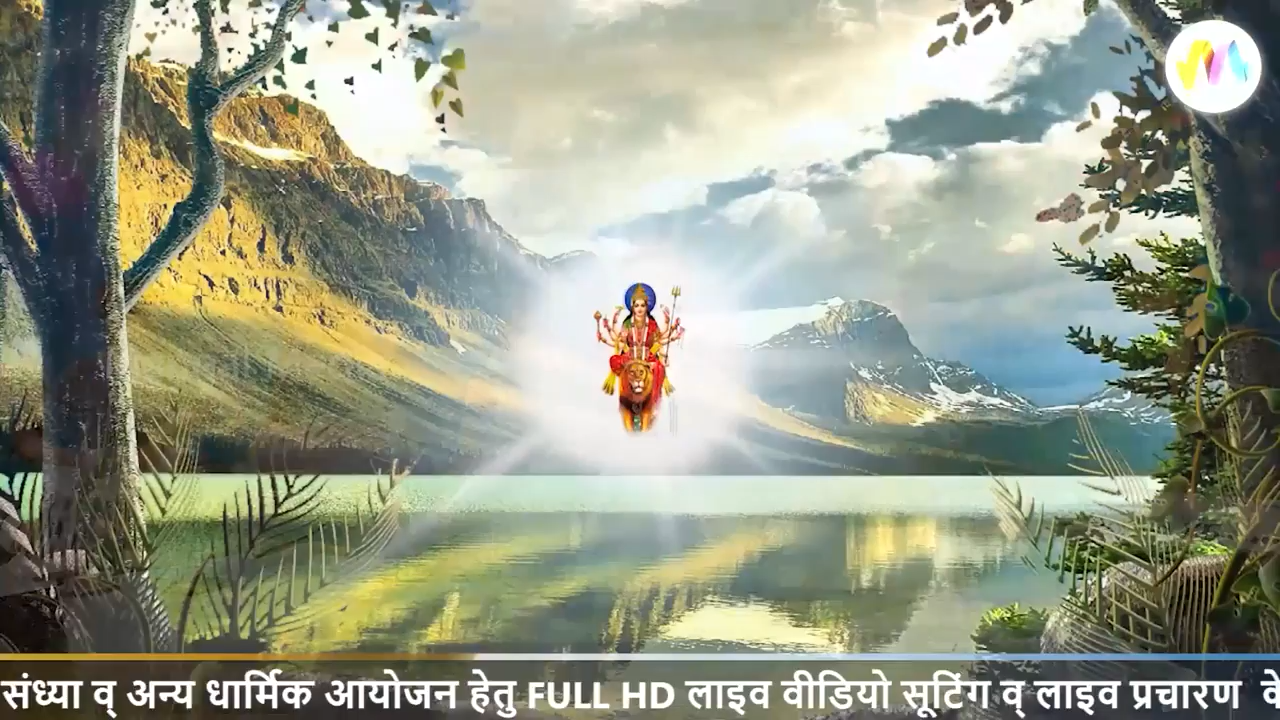 संध्या व् अन्य धार्मिक आयोजन हेतु FULL HD लाइव वीडियो सूटिंग व् लाइव प्रचारण के